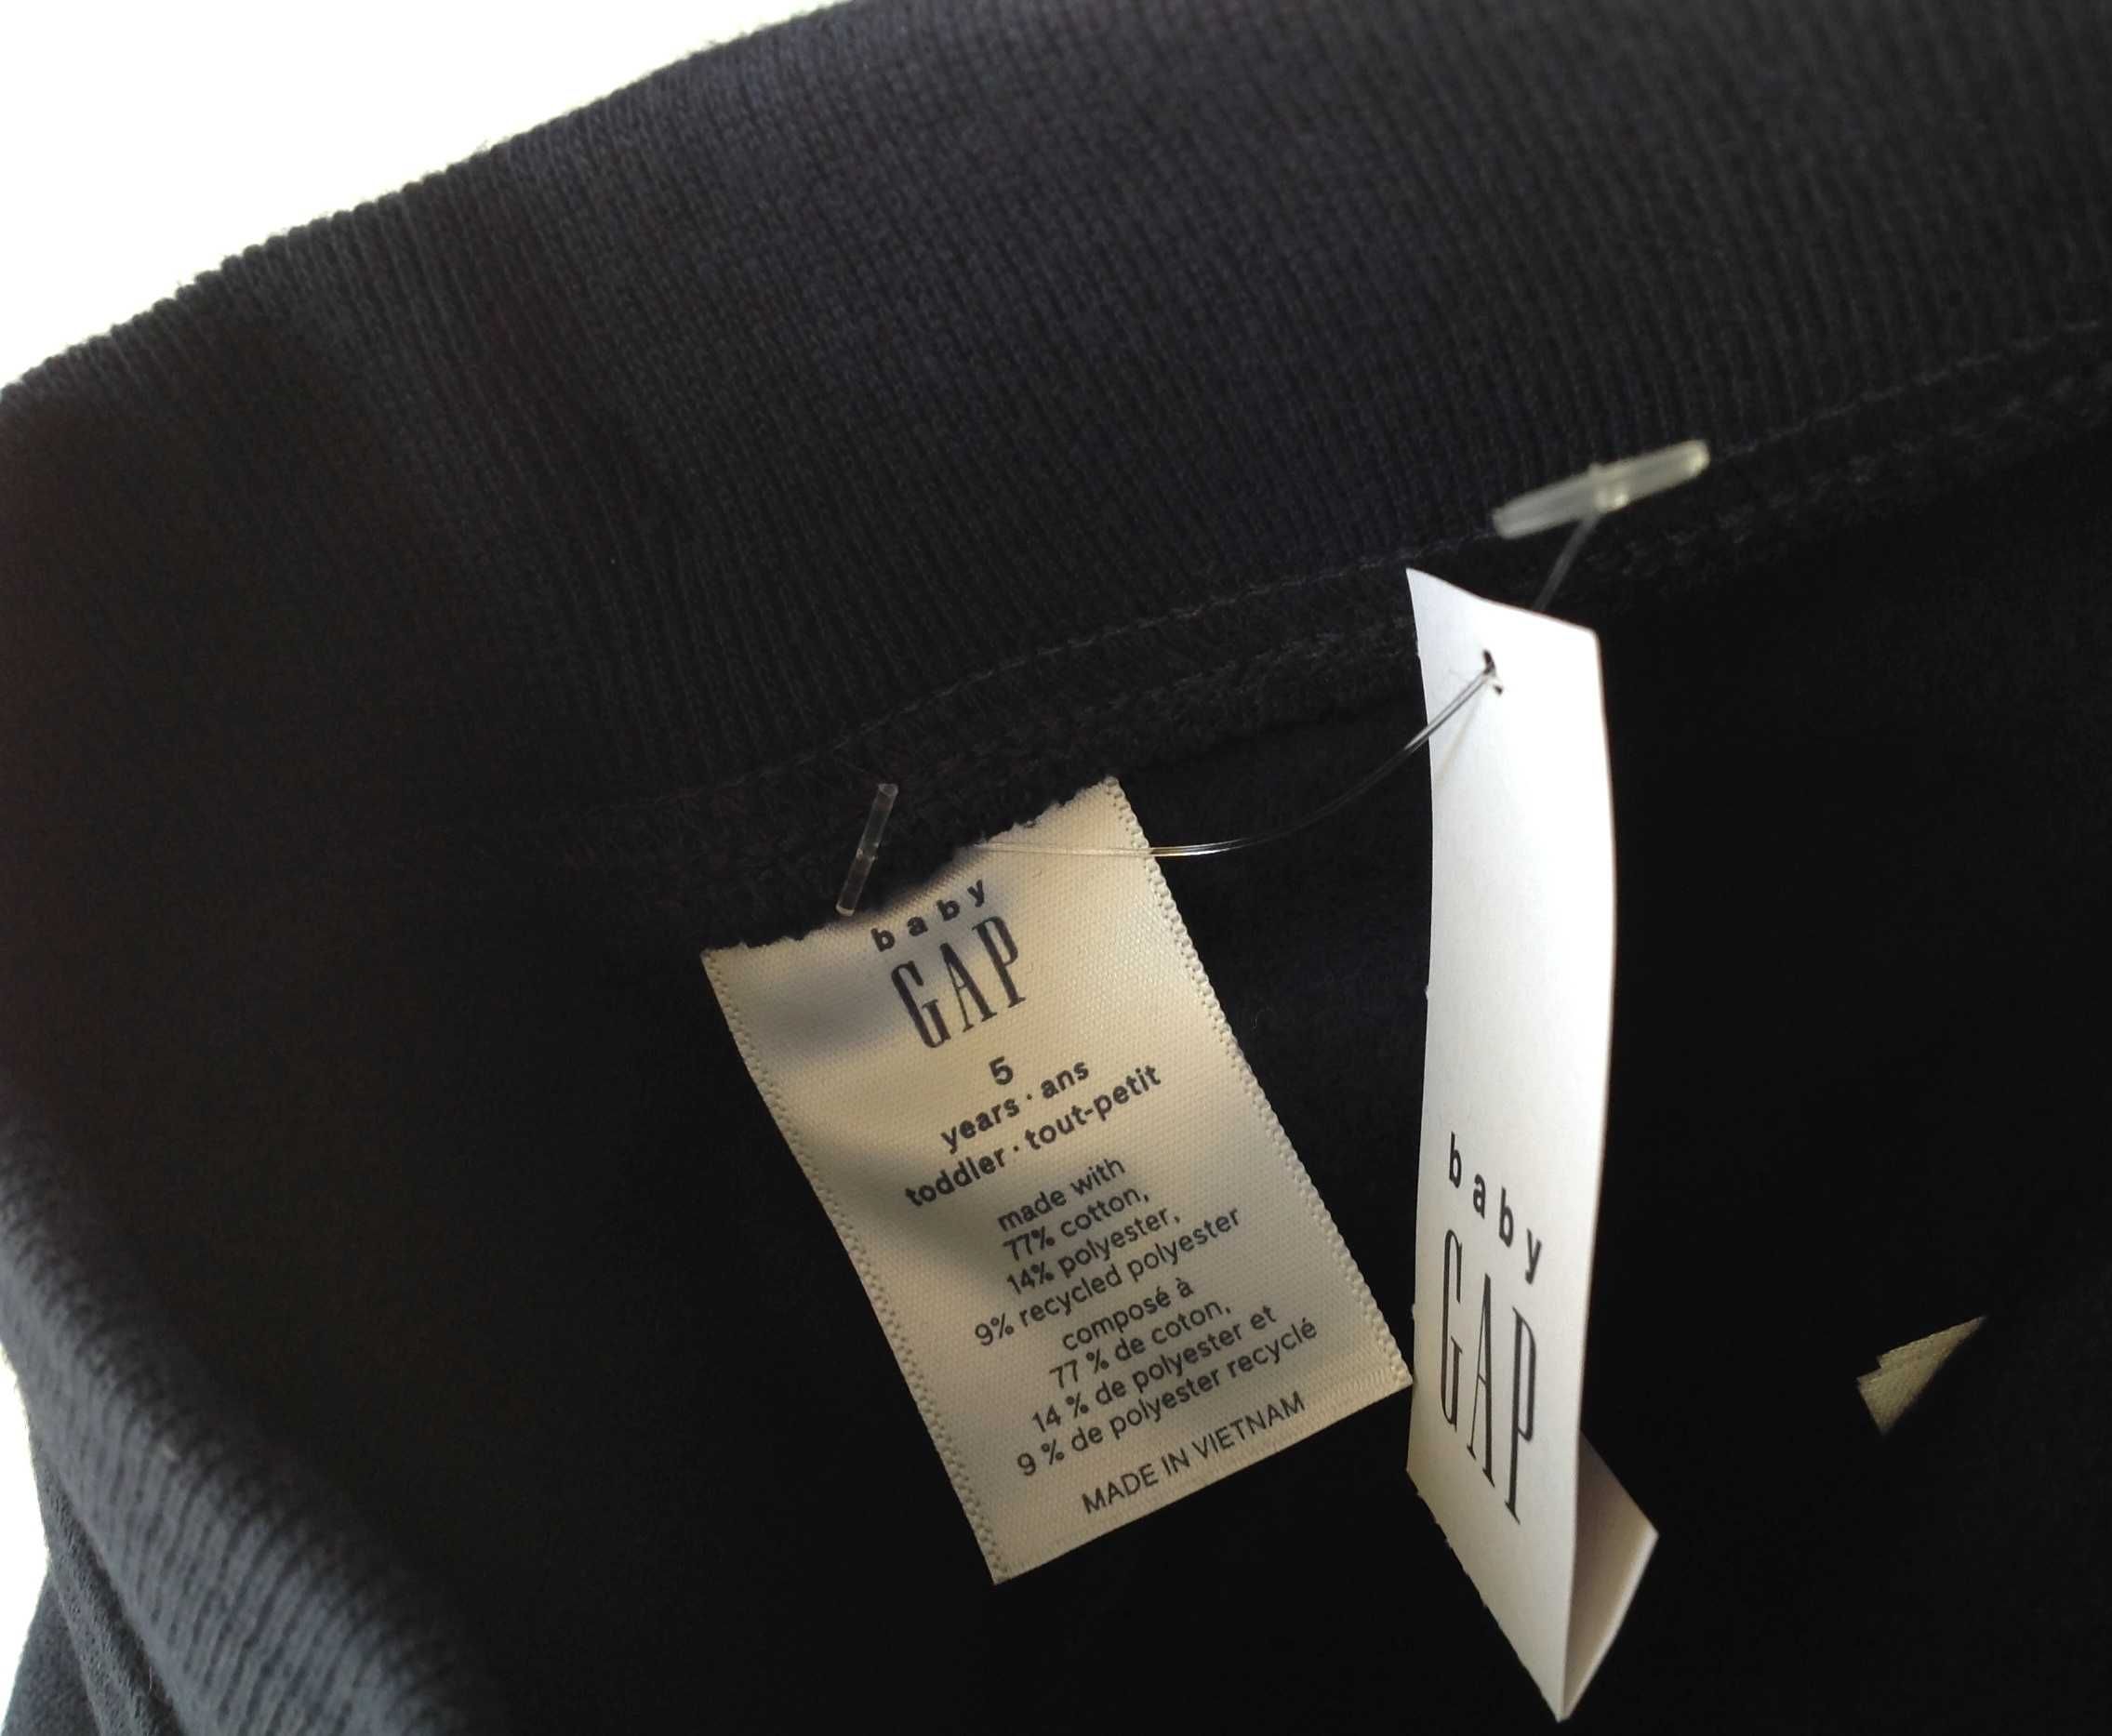 baby
GAP
5
years · ans
toddler · tout-petit
made with
77% cotton,
14% polyester,
9% recycled polyester
composé à
77 % de coton,
14 % de polyester et
9 % de polyester recyclé
MADE IN VIETNAM
baby
GAP